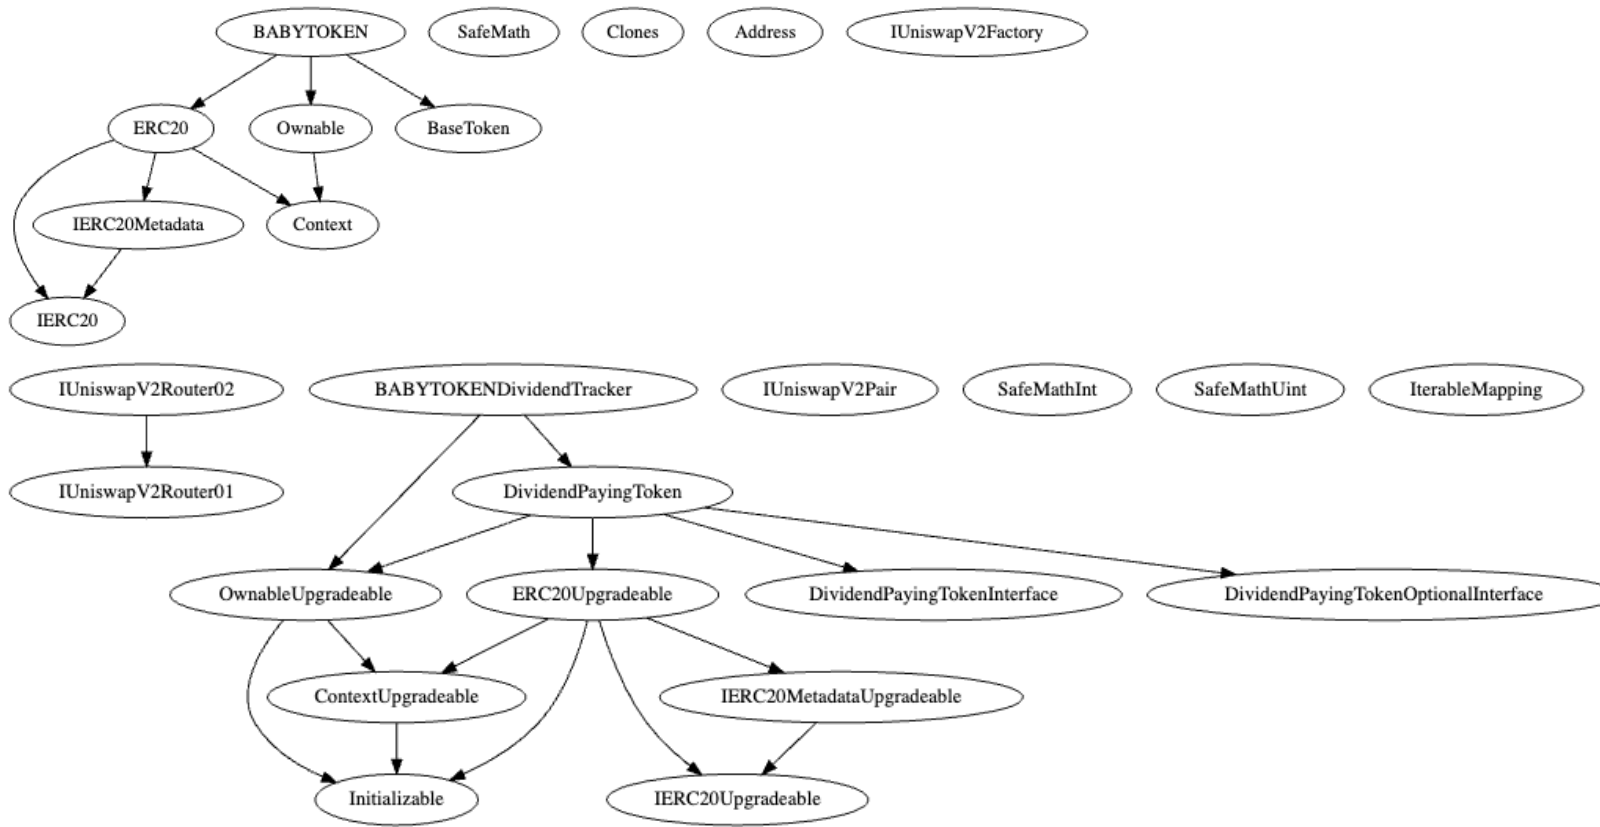 BABYTOKEN
SafeMath
Clones
Address
IUniswapV2Factory
ERC20
Ownable
BaseToken
IERC20Metadata
Context
IERC20
IUniswapV2Router02
BABYTOKENDividendTracker
IUniswapV2Pair
SafeMathInt
SafeMathUint
IterableMapping
IUniswapV2Router01
DividendPayingToken
OwnableUpgradeable
ERC20Upgradeable
DividendPayingTokenInterface
DividendPayingTokenOptionalInterface
ContextUpgradeable
IERC20MetadataUpgradeable
Initializable
IERC20Upgradeable